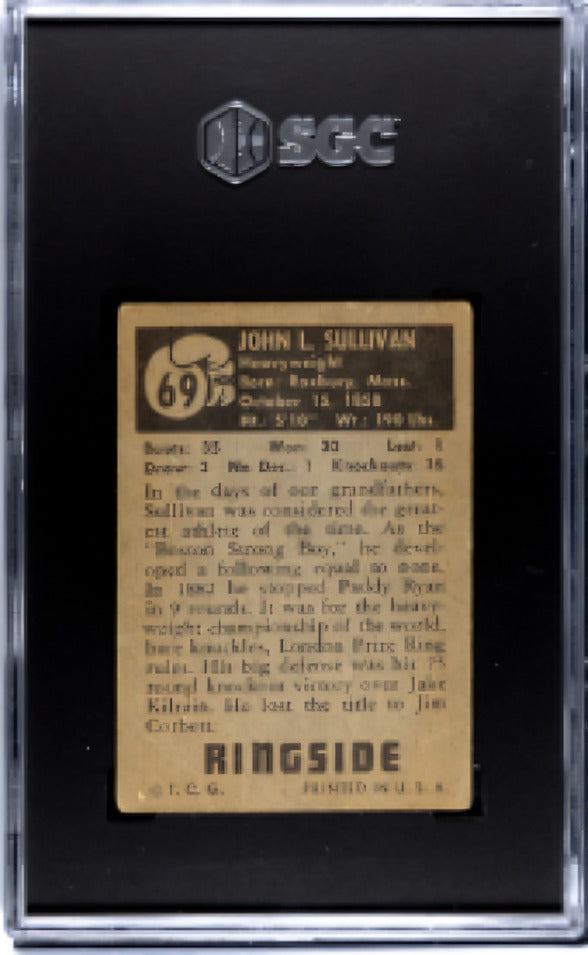 SGC
69
JOHN L. SULLIVAN
Heavyweight
Born Roxbury, Mass.
October 15, 1858
Ht.: 5'10" Wt.: 190 lbs.
Bouts: 35 Won: 30 Lost: 1
Draw: 3 No Dec.: 1 Knockouts: 16
In the days of our grandfathers,
Sullivan was considered the great-
est athlete of the time. As the
"Boston Strong Boy," he devel-
oped a following equal to none.
In 1882 he stopped Paddy Ryan
in 9 rounds. It was for the heavy-
weight championship of the world,
bare knuckles, London Prize Ring
rules. His big defense was his 75
round knockout victory over Jake
Kilrain. He lost the title to Jim
Corbett.
RINGSIDE
© T. C. G. PRINTED IN U. S. A.